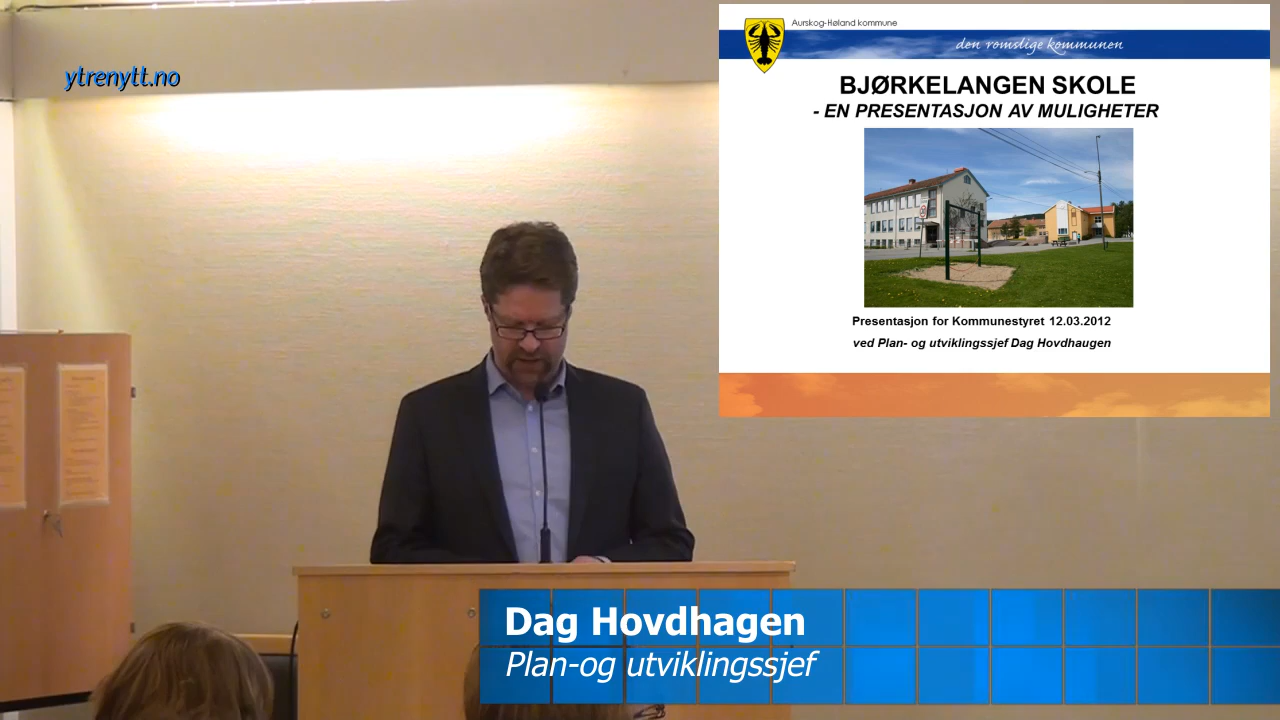 ytrenytt.no
Aurskog-Høland kommune
den romslige kommunen
BJØRKELANGEN SKOLE
- EN PRESENTASJON AV MULIGHETER
Presentasjon for Kommunestyret 12.03.2012
ved Plan- og utviklingssjef Dag Hovdhaugen
Dag Hovdhagen
Plan-og utviklingssjef